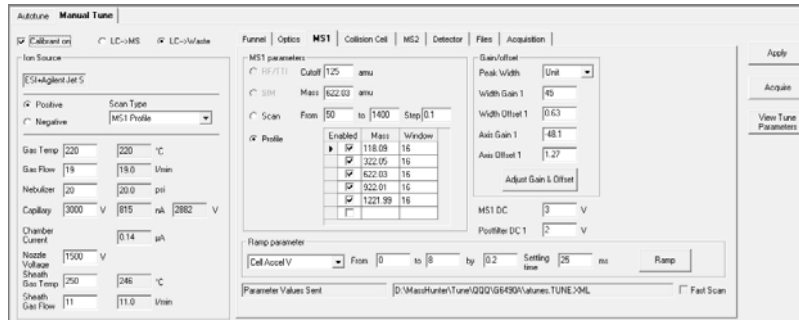 Autotune Manual Tune
Calibrant on LC->MS LC->Waste
Ion Source
ESI+Agilent Jet S
Positive
Negative
Scan Type
MS1 Profile
Gas Temp 220 220 °C
Gas Flow 19 19.0 l/min
Nebulizer 20 20.0 psi
Capillary 3000 V 815 nA 2882 V
Chamber Current 0.14 µA
Nozzle Voltage 1500 V
Sheath Gas Temp 250 246 °C
Sheath Gas Flow 11 11.0 l/min
Funnel Optics MS1 Collision Cell MS2 Detector Files Acquisition
MS1 parameters
RF/TTI Cutoff 125 amu
SIM Mass 622.03 amu
Scan From 50 to 1400 Step 0.1
Profile
Enabled Mass Window
118.09 16
322.05 16
622.03 16
922.01 16
1221.99 16
Gain/offset
Peak Width Unit
Width Gain 1 45
Width Offset 1 0.63
Axis Gain 1 -48.1
Axis Offset 1 1.27
Adjust Gain & Offset
MS1 DC 3 V
Postfilter DC 1 2 V
Ramp parameter
Cell Accel V From 0 to 8 by 0.2 Setting time 25 ms Ramp
Parameter Values Sent D:\MassHunter\Tune\QQQ\G6490A\atunes.TUNE.XML Fast Scan
Apply
Acquire
View Tune
Parameters